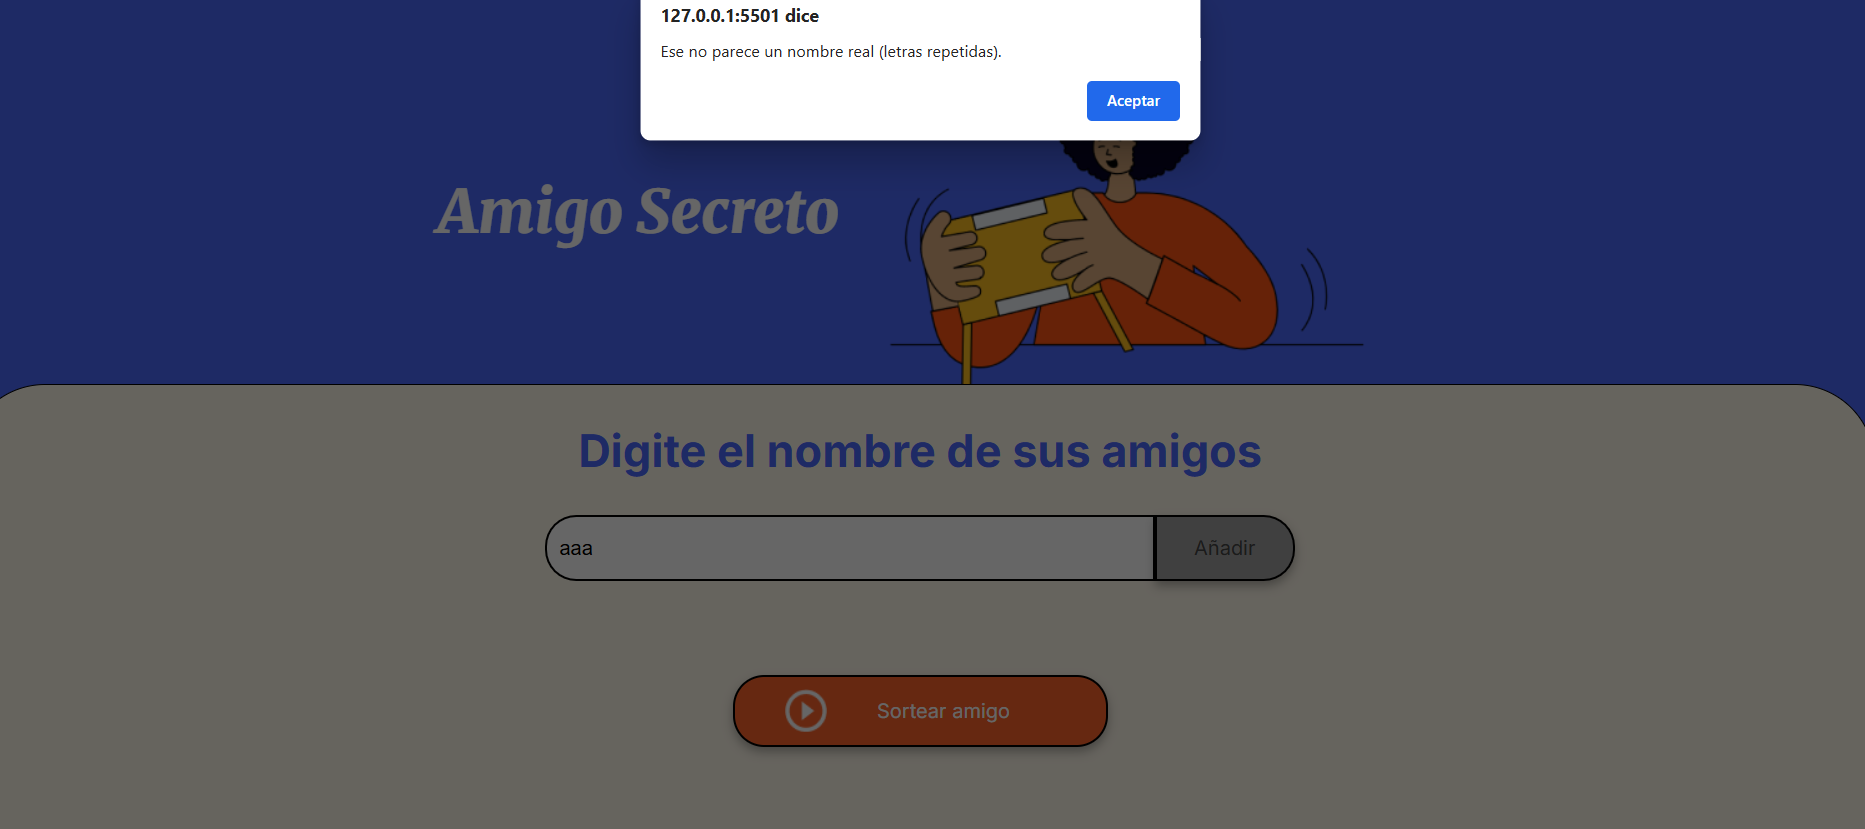 127.0.0.1:5501 dice
Ese no parece un nombre real (letras repetidas).
Aceptar
Amigo Secreto
Digite el nombre de sus amigos
aaa
Añadir
Sortear amigo